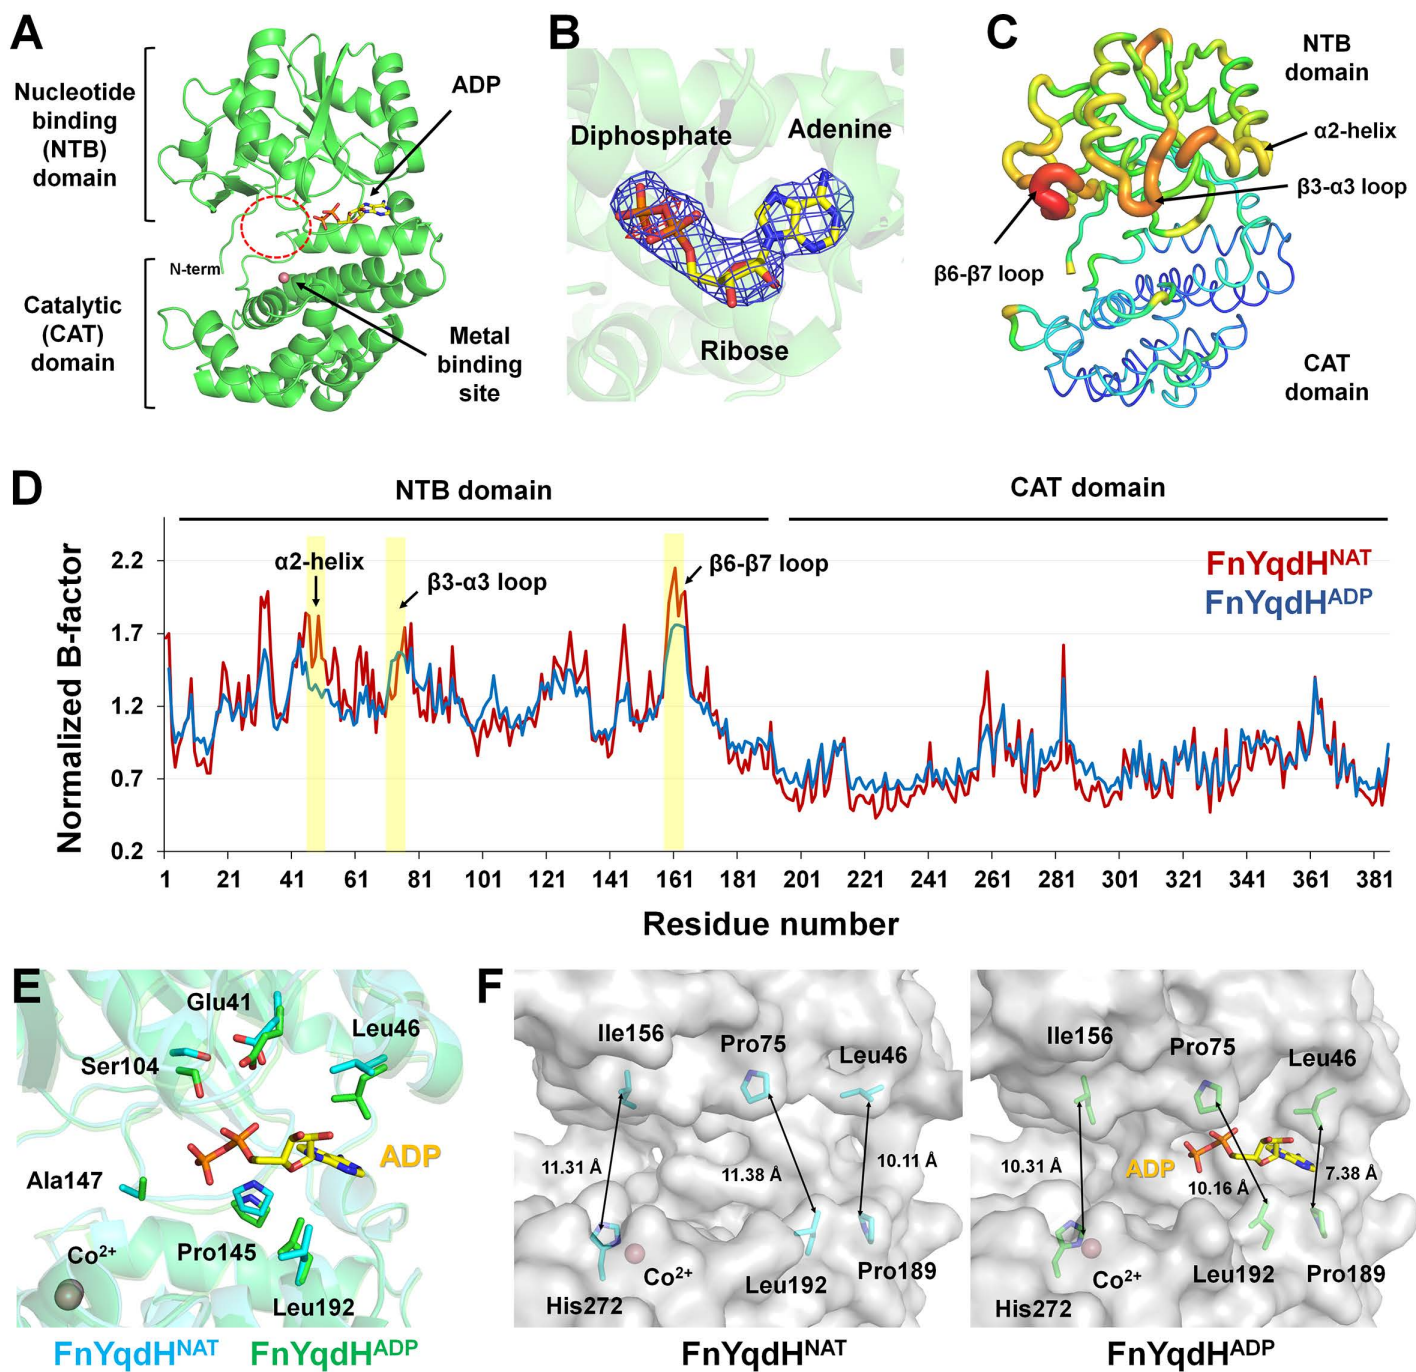 A
Nucleotide
binding
(NTB)
domain
ADP
N-term
Catalytic
(CAT)
domain
Metal
binding
site
B
Diphosphate
Adenine
Ribose
C
NTB
domain
α2-helix
β3-α3 loop
β6-β7 loop
CAT
domain
D
NTB domain
CAT domain
α2-helix
β3-α3 loop
β6-β7 loop
FnYqdHNAT
FnYqdHADP
Normalized B-factor
2.2
1.7
1.2
0.7
0.2
1 21 41 61 81 101 121 141 161 181 201 221 241 261 281 301 321 341 361 381
Residue number
E
Glu41
Leu46
Ser104
ADP
Ala147
Pro145
Co2+
Leu192
FnYqdHNAT FnYqdHADP
F
Ile156
Pro75
Leu46
11.31 Å
11.38 Å
10.11 Å
Co2+
His272
Leu192
Pro189
FnYqdHNAT
Ile156
Pro75
Leu46
10.31 Å
ADP
10.16 Å
7.38 Å
Co2+
His272
Leu192
Pro189
FnYqdHADP